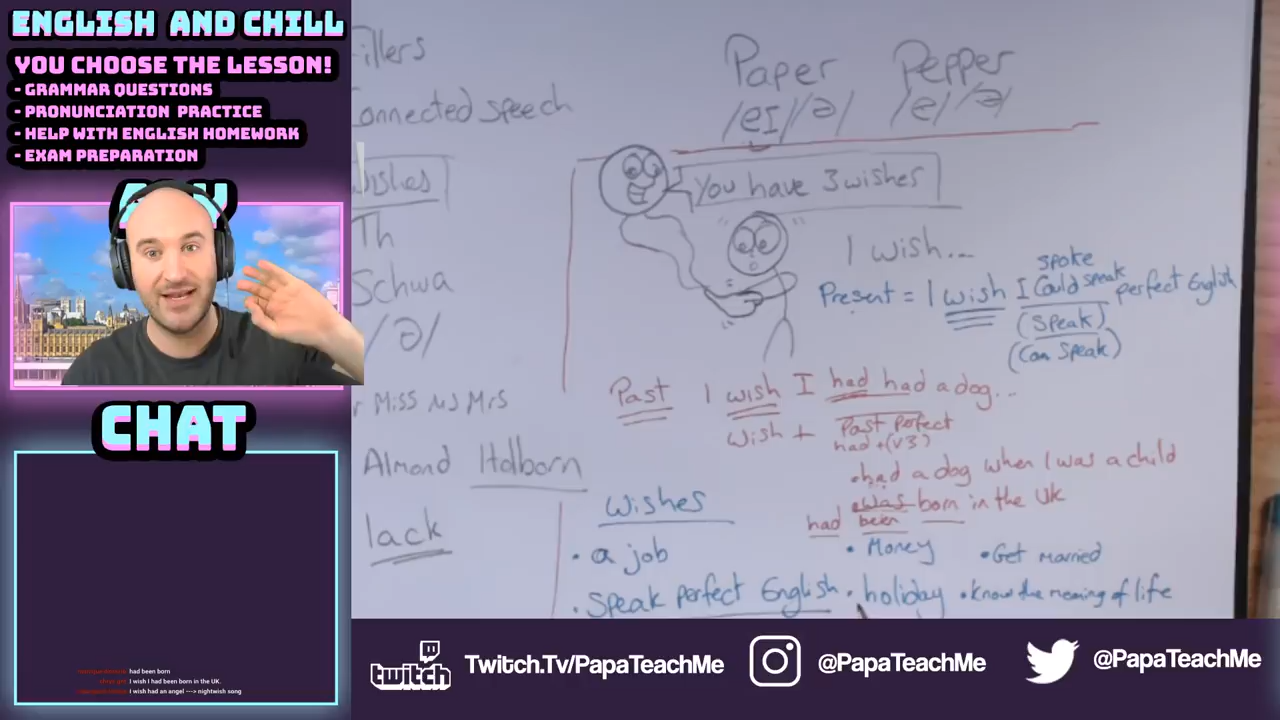 ENGLISH AND CHILL
YOU CHOOSE THE LESSON!
- GRAMMAR QUESTIONS
- PRONUNCIATION PRACTICE
- HELP WITH ENGLISH HOMEWORK
- EXAM PREPARATION
CHAT
had been born
I wish I had been born in the UK.
I wish had an angel ---> nightwish song
Fillers
Connected speech
Wishes
Th
Schwa
/ə/
Miss Ms Mrs
Almond Holborn
lack
Paper Pepper
/eɪ/ /ə/ /e/ /ə/
You have 3 wishes
I wish...
spoke
Present = I wish I Could speak perfect English
(Speak)
(Can Speak)
Past I wish I had had a dog...
Wish + Past Perfect
had + (V3)
• had a dog when I was a child
• was born in the UK
had been
Wishes
• a job
• Money
• Get married
• Speak perfect English
• holiday
• Know the meaning of life
twitch
Twitch.Tv/PapaTeachMe
@PapaTeachMe
@PapaTeachMe